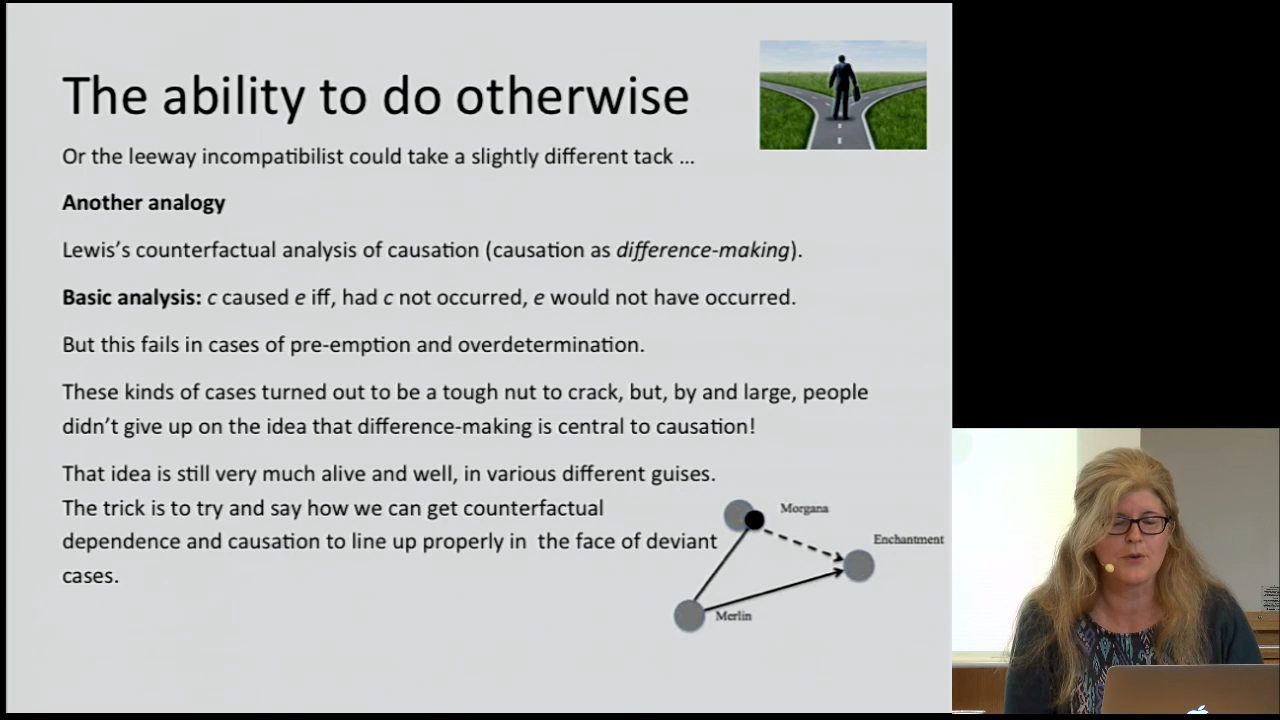 The ability to do otherwise
Or the leeway incompatibilist could take a slightly different tack ...
Another analogy
Lewis's counterfactual analysis of causation (causation as difference-making).
Basic analysis: c caused e iff, had c not occurred, e would not have occurred.
But this fails in cases of pre-emption and overdetermination.
These kinds of cases turned out to be a tough nut to crack, but, by and large, people
didn't give up on the idea that difference-making is central to causation!
That idea is still very much alive and well, in various different guises.
The trick is to try and say how we can get counterfactual
dependence and causation to line up properly in the face of deviant
cases.
Morgana
Enchantment
Merlin